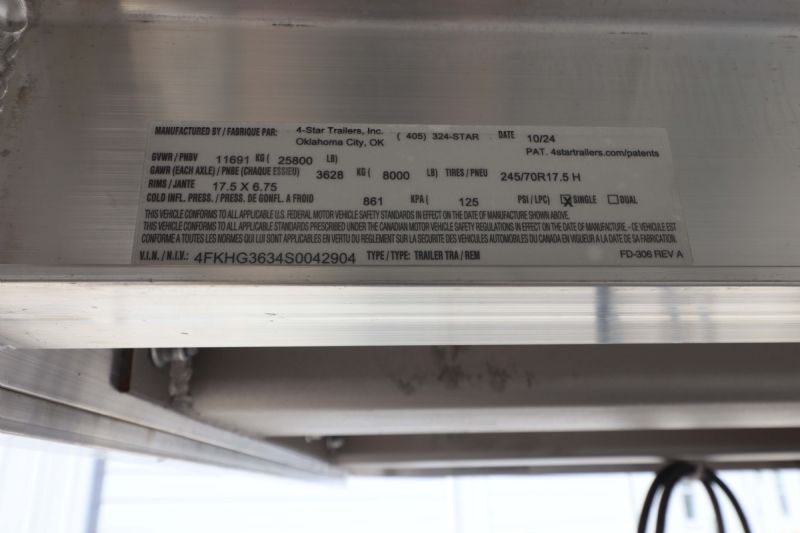 MANUFACTURED BY / FABRIQUE PAR: 4-Star Trailers, Inc. ( 405) 324-STAR DATE 10/24
Oklahoma City, OK PAT. 4startrailers.com/patents
GVWR / PNBV 11691 KG ( 25800 LB)
GAWR (EACH AXLE) / PNBE (CHAQUE ESSIEU) 3628 KG ( 8000 LB) TIRES / PNEU 245/70R17.5 H
RIMS / JANTE 17.5 X 6.75
COLD INFL. PRESS. / PRESS. DE GONFL. A FROID 861 KPA ( 125 PSI / LPC) X SINGLE DUAL
THIS VEHICLE CONFORMS TO ALL APPLICABLE U.S. FEDERAL MOTOR VEHICLE SAFETY STANDARDS IN EFFECT ON THE DATE OF MANUFACTURE SHOWN ABOVE.
THIS VEHICLE CONFORMS TO ALL APPLICABLE STANDARDS PRESCRIBED UNDER THE CANADIAN MOTOR VEHICLE SAFETY REGULATIONS IN EFFECT ON THE DATE OF MANUFACTURE. - CE VEHICULE EST
CONFORME A TOUTES LES NORMES QUI LUI SONT APPLICABLES EN VERTU DU REGLEMENT SUR LA SECURITE DES VEHICULES AUTOMOBILES DU CANADA EN VIGUEUR A LA DATE DE SA FABRICATION.
V.I.N. / N.I.V.: 4FKHG3634S0042904 TYPE / TYPE: TRAILER TRA / REM FD-306 REV A